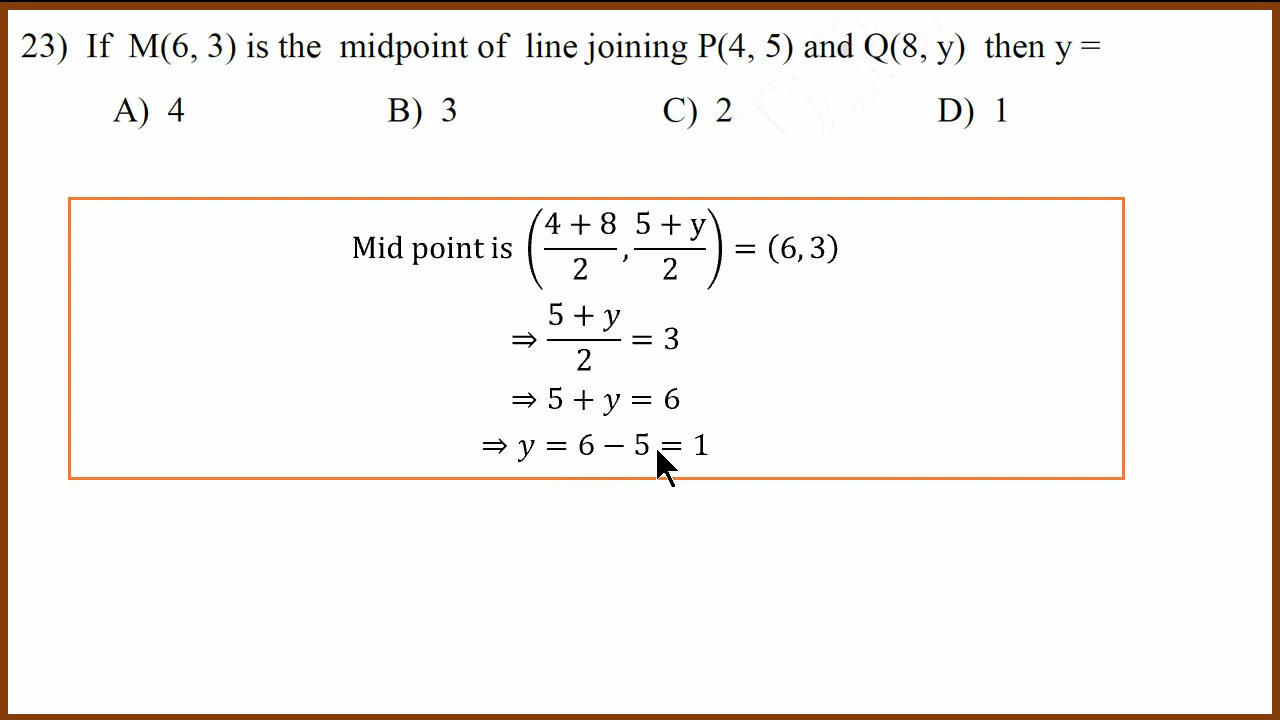 23) If M(6, 3) is the midpoint of line joining P(4, 5) and Q(8, y) then y =
A) 4 B) 3 C) 2 D) 1
Mid point is (4 + 8/2, 5 + y/2) = (6, 3)
⇒ 5 + y/2 = 3
⇒ 5 + y = 6
⇒ y = 6 − 5 = 1